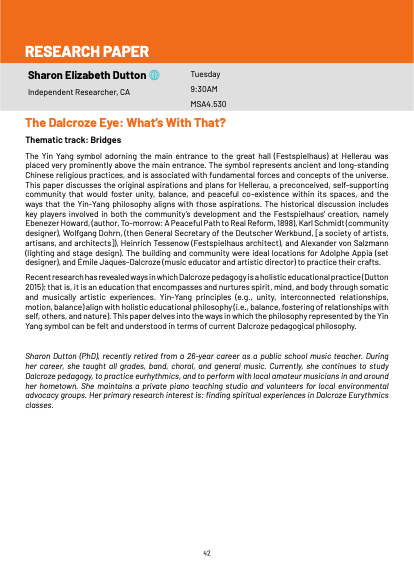 RESEARCH PAPER
Sharon Elizabeth Dutton
Independent Researcher, CA
Tuesday
9:30AM
MSA4.530
The Dalcroze Eye: What's With That?
Thematic track: Bridges
The Yin Yang symbol adorning the main entrance to the great hall (Festspielhaus) at Hellerau was
placed very prominently above the main entrance. The symbol represents ancient and long-standing
Chinese religious practices, and is associated with fundamental forces and concepts of the universe.
This paper discusses the original aspirations and plans for Hellerau, a preconceived, self-supporting
community that would foster unity, balance, and peaceful co-existence within its spaces, and the
ways that the Yin-Yang philosophy aligns with those aspirations. The historical discussion includes
key players involved in both the community's development and the Festspielhaus' creation, namely
Ebenezer Howard, (author, To-morrow: A Peaceful Path to Real Reform, 1898), Karl Schmidt (community
designer), Wolfgang Dohrn, (then General Secretary of the Deutscher Werkbund, [a society of artists,
artisans, and architects]), Heinrich Tessenow (Festspielhaus architect), and Alexander von Salzmann
(lighting and stage design). The building and community were ideal locations for Adolphe Appia (set
designer), and Émile Jaques-Dalcroze (music educator and artistic director) to practice their crafts.
Recent research has revealed ways in which Dalcroze pedagogy is a holistic educational practice (Dutton
2015); that is, it is an education that encompasses and nurtures spirit, mind, and body through somatic
and musically artistic experiences. Yin-Yang principles (e.g., unity, interconnected relationships,
motion, balance) align with holistic educational philosophy (i.e., balance, fostering of relationships with
self, others, and nature). This paper delves into the ways in which the philosophy represented by the Yin
Yang symbol can be felt and understood in terms of current Dalcroze pedagogical philosophy.
Sharon Dutton (PhD), recently retired from a 26-year career as a public school music teacher. During
her career, she taught all grades, band, choral, and general music. Currently, she continues to study
Dalcroze pedagogy, to practice eurhythmics, and to perform with local amateur musicians in and around
her hometown. She maintains a private piano teaching studio and volunteers for local environmental
advocacy groups. Her primary research interest is: finding spiritual experiences in Dalcroze Eurythmics
classes.
42